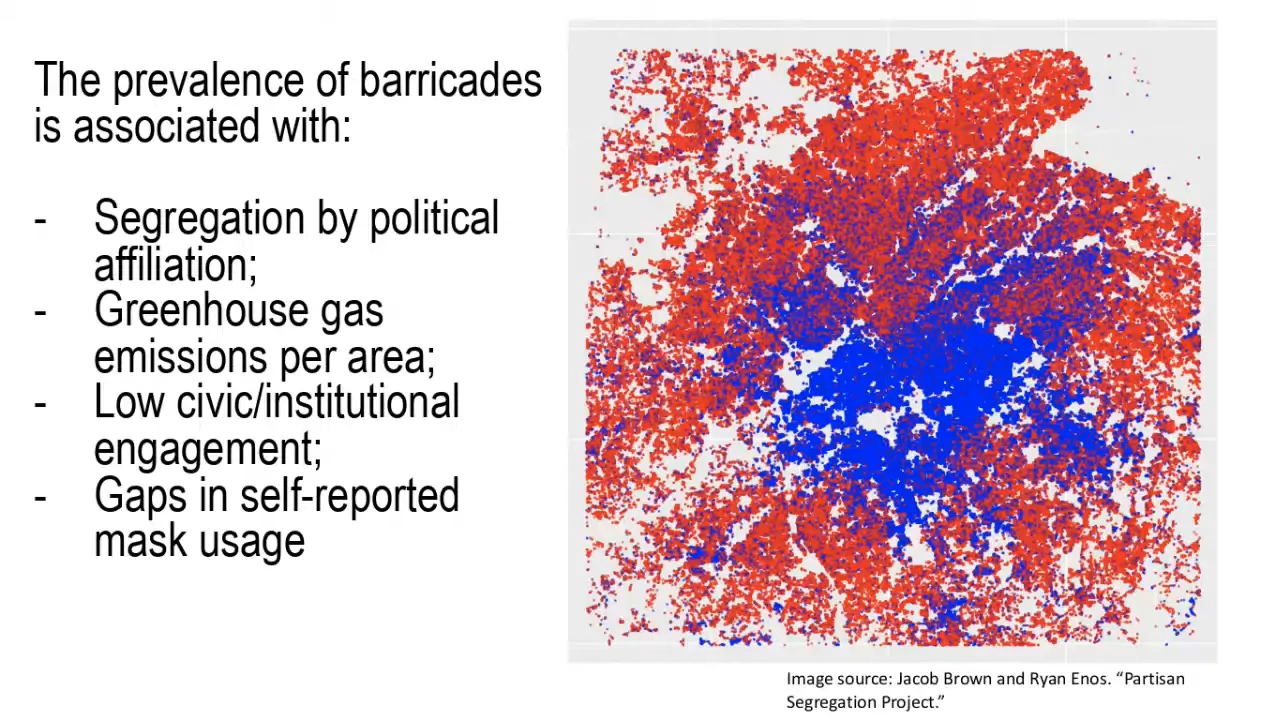 The prevalence of barricades
is associated with:
- Segregation by political
affiliation;
- Greenhouse gas
emissions per area;
- Low civic/institutional
engagement;
- Gaps in self-reported
mask usage
Image source: Jacob Brown and Ryan Enos. “Partisan
Segregation Project.”